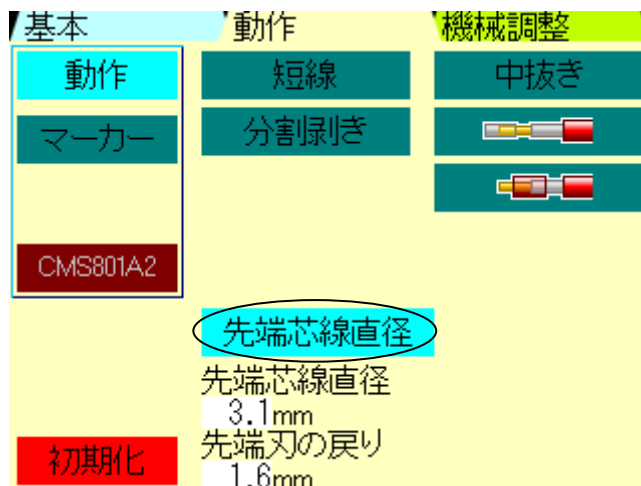 基本
動作
機械調整
動作
短線
中抜き
マーカー
分割剥き
CMS801A2
先端芯線直径
先端芯線直径
3.1mm
先端刃の戻り
1.6mm
初期化